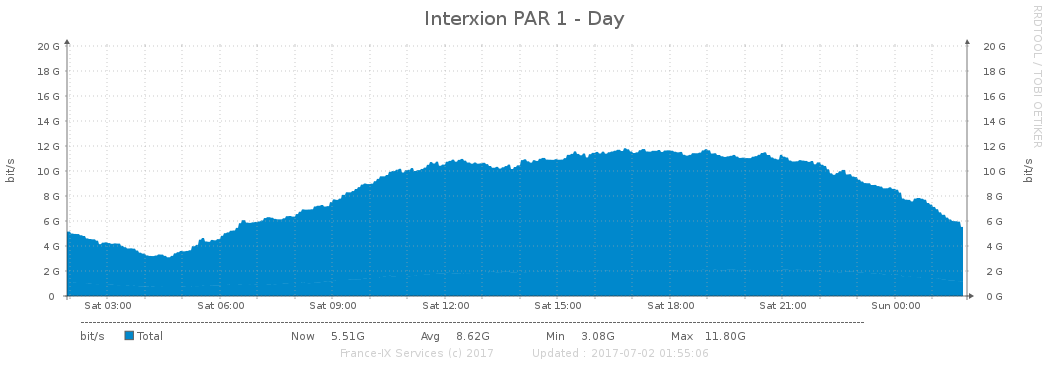 Interxion PAR 1 - Day
RRDTOOL / TOBI OETIKER
bit/s
bit/s
20 G 20 G
18 G 18 G
16 G 16 G
14 G 14 G
12 G 12 G
10 G 10 G
8 G 8 G
6 G 6 G
4 G 4 G
2 G 2 G
0 0 G
Sat 03:00 Sat 06:00 Sat 09:00 Sat 12:00 Sat 15:00 Sat 18:00 Sat 21:00 Sun 00:00
bit/s Total Now 5.51G Avg 8.62G Min 3.08G Max 11.80G
France-IX Services (c) 2017 Updated : 2017-07-02 01:55:06